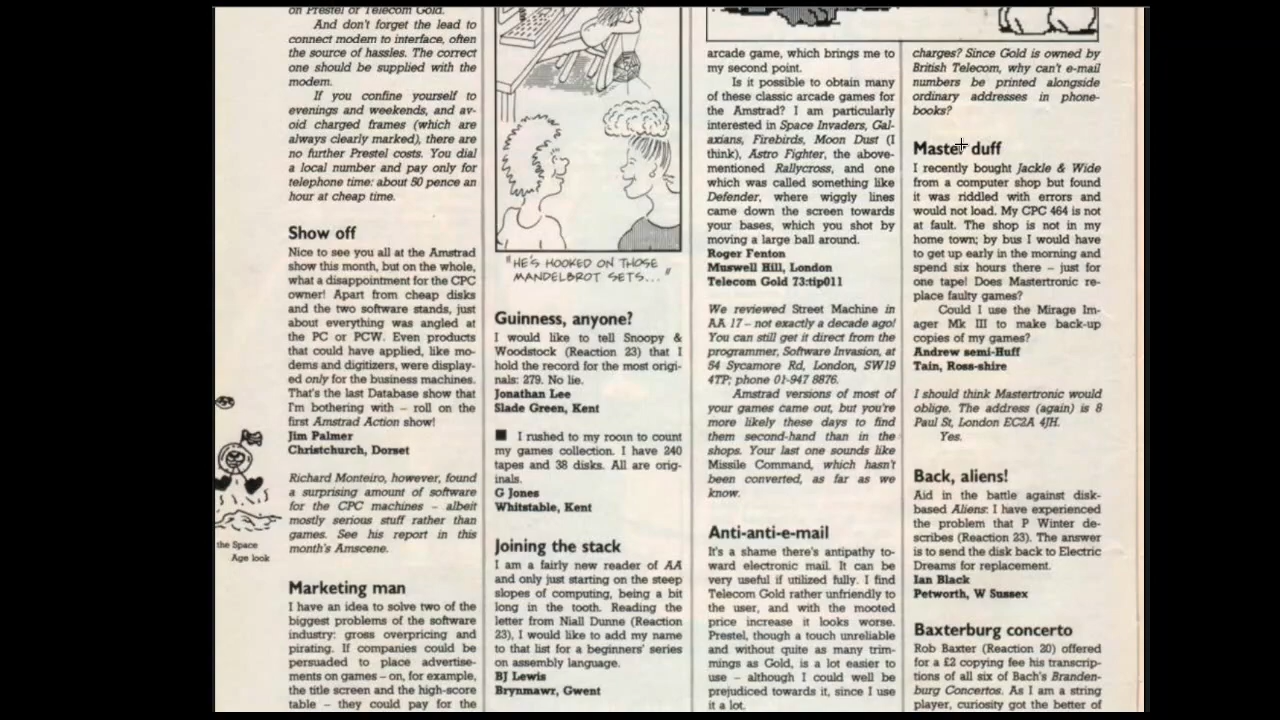 on Prestel or Telecom Gold.
And don't forget the lead to
connect modem to interface, often
the source of hassles. The correct
one should be supplied with the
modem.
If you confine yourself to
evenings and weekends, and av-
oid charged frames (which are
always clearly marked), there are
no further Prestel costs. You dial
a local number and pay only for
telephone time: about 50 pence an
hour at cheap time.
Show off
Nice to see you all at the Amstrad
show this month, but on the whole,
what a disappointment for the CPC
owner! Apart from cheap disks
and the two software stands, just
about everything was angled at
the PC or PCW. Even products
that could have applied, like mo-
dems and digitizers, were display-
ed only for the business machines.
That's the last Database show that
I'm bothering with – roll on the
first Amstrad Action show!
Jim Palmer
Christchurch, Dorset
Richard Monteiro, however, found
a surprising amount of software
for the CPC machines – albeit
mostly serious stuff rather than
games. See his report in this
month's Amscene.
the Space
Age look
Marketing man
I have an idea to solve two of the
biggest problems of the software
industry: gross overpricing and
pirating. If companies could be
persuaded to place advertise-
ments on games – on, for example,
the title screen and the high-score
table – they could pay for the
"HE'S HOOKED ON THOSE
MANDELBROT SETS..."
Guinness, anyone?
I would like to tell Snoopy &
Woodstock (Reaction 23) that I
hold the record for the most origi-
nals: 279. No lie.
Jonathan Lee
Slade Green, Kent
■ I rushed to my room to count
my games collection. I have 240
tapes and 38 disks. All are orig-
inals.
G Jones
Whitstable, Kent
Joining the stack
I am a fairly new reader of AA
and only just starting on the steep
slopes of computing, being a bit
long in the tooth. Reading the
letter from Niall Dunne (Reaction
23), I would like to add my name
to that list for a beginners' series
on assembly language.
BJ Lewis
Brynmawr, Gwent
arcade game, which brings me to
my second point.
Is it possible to obtain many
of these classic arcade games for
the Amstrad? I am particularly
interested in Space Invaders, Gal-
axians, Firebirds, Moon Dust (I
think), Astro Fighter, the above-
mentioned Rallycross, and one
which was called something like
Defender, where wiggly lines
came down the screen towards
your bases, which you shot by
moving a large ball around.
Roger Fenton
Muswell Hill, London
Telecom Gold 73:tip011
We reviewed Street Machine in
AA 17 – not exactly a decade ago!
You can still get it direct from the
programmer, Software Invasion, at
54 Sycamore Rd, London, SW19
4TP; phone 01-947 8876.
Amstrad versions of most of
your games came out, but you're
more likely these days to find
them second-hand than in the
shops. Your last one sounds like
Missile Command, which hasn't
been converted, as far as we
know.
Anti-anti-e-mail
It's a shame there's antipathy to-
ward electronic mail. It can be
very useful if utilized fully. I find
Telecom Gold rather unfriendly to
the user, and with the mooted
price increase it looks worse.
Prestel, though a touch unreliable
and without quite as many trim-
mings as Gold, is a lot easier to
use – although I could well be
prejudiced towards it, since I use
it a lot.
charges? Since Gold is owned by
British Telecom, why can't e-mail
numbers be printed alongside
ordinary addresses in phone-
books?
Master duff
I recently bought Jackle & Wide
from a computer shop but found
it was riddled with errors and
would not load. My CPC 464 is not
at fault. The shop is not in my
home town; by bus I would have
to get up early in the morning and
spend six hours there – just for
one tape! Does Mastertronic re-
place faulty games?
Could I use the Mirage Im-
ager Mk III to make back-up
copies of my games?
Andrew semi-Huff
Tain, Ross-shire
I should think Mastertronic would
oblige. The address (again) is 8
Paul St, London EC2A 4JH.
Yes.
Back, aliens!
Aid in the battle against disk-
based Aliens: I have experienced
the problem that P Winter de-
scribes (Reaction 23). The answer
is to send the disk back to Electric
Dreams for replacement.
Ian Black
Petworth, W Sussex
Baxterburg concerto
Rob Baxter (Reaction 20) offered
for a £2 copying fee his transcrip-
tions of all six of Bach's Branden-
burg Concertos. As I am a string
player, curiosity got the better of